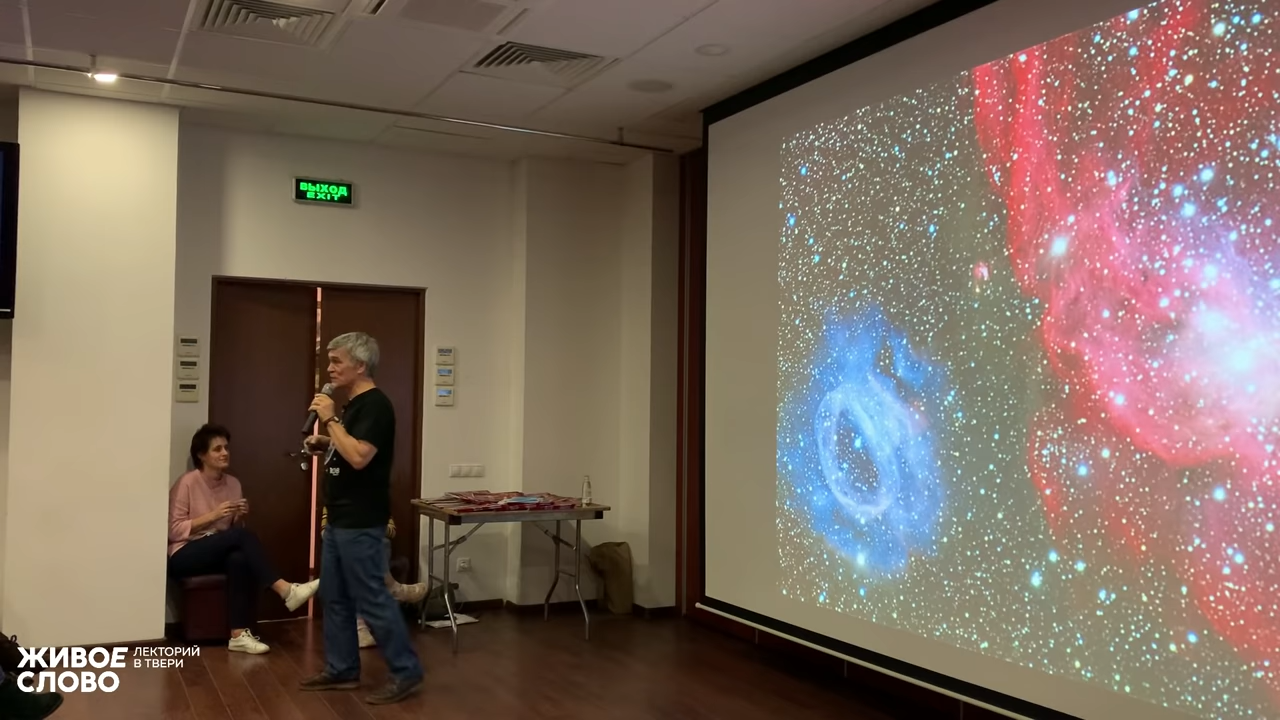 ВЫХОД
EXIT
ЖИВОЕ
СЛОВО
ЛЕКТОРИЙ
В ТВЕРИ